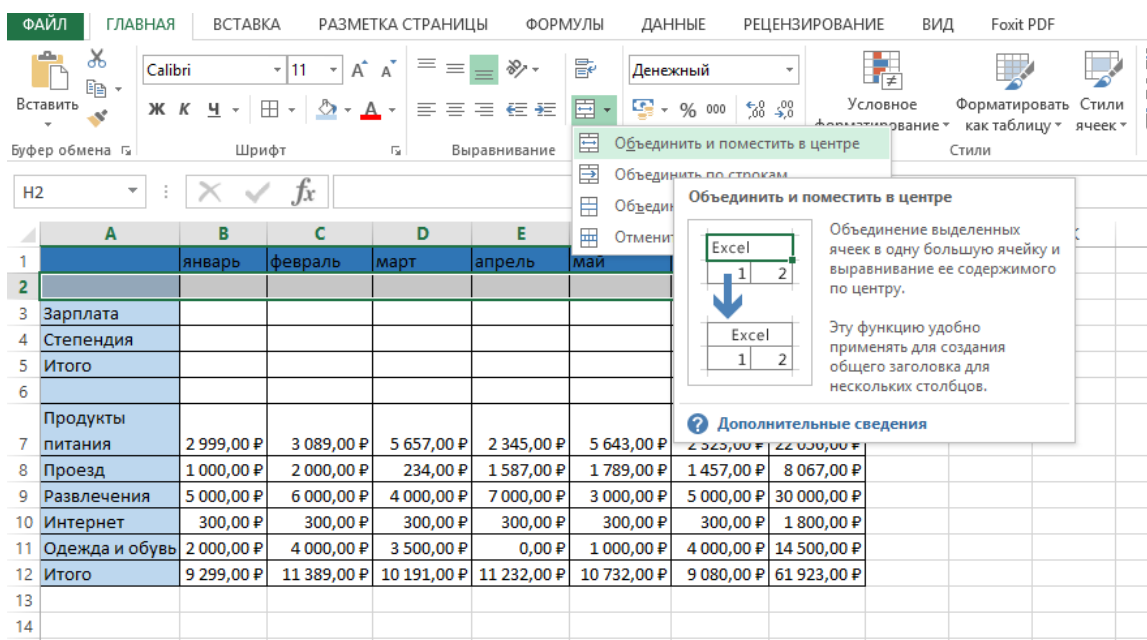 ФАЙЛ ГЛАВНАЯ ВСТАВКА РАЗМЕТКА СТРАНИЦЫ ФОРМУЛЫ ДАННЫЕ РЕЦЕНЗИРОВАНИЕ ВИД Foxit PDF
Calibri 11 Денежный
Вставить
Ж К Ч % 000
Условное форматирование
Форматировать как таблицу
Стили ячеек
Буфер обмена Шрифт Выравнивание Стили
Объединить и поместить в центре
Объединить по строкам
H2 fx
Объединить и поместить в центре
Объединение выделенных
ячеек в одну большую ячейку и
выравнивание ее содержимого
по центру.
Эту функцию удобно
применять для создания
общего заголовка для
нескольких столбцов.
Excel
1 2
Excel
1 2
Дополнительные сведения
A B C D E
1 январь февраль март апрель май
2
3 Зарплата
4 Степендия
5 Итого
6
Продукты
7 питания 2 999,00 ₽ 3 089,00 ₽ 5 657,00 ₽ 2 345,00 ₽ 5 643,00 ₽
8 Проезд 1 000,00 ₽ 2 000,00 ₽ 234,00 ₽ 1 587,00 ₽ 1 789,00 ₽ 1 457,00 ₽ 8 067,00 ₽
9 Развлечения 5 000,00 ₽ 6 000,00 ₽ 4 000,00 ₽ 7 000,00 ₽ 3 000,00 ₽ 5 000,00 ₽ 30 000,00 ₽
10 Интернет 300,00 ₽ 300,00 ₽ 300,00 ₽ 300,00 ₽ 300,00 ₽ 300,00 ₽ 1 800,00 ₽
11 Одежда и обувь 2 000,00 ₽ 4 000,00 ₽ 3 500,00 ₽ 0,00 ₽ 1 000,00 ₽ 4 000,00 ₽ 14 500,00 ₽
12 Итого 9 299,00 ₽ 11 389,00 ₽ 10 191,00 ₽ 11 232,00 ₽ 10 732,00 ₽ 9 080,00 ₽ 61 923,00 ₽
13
14